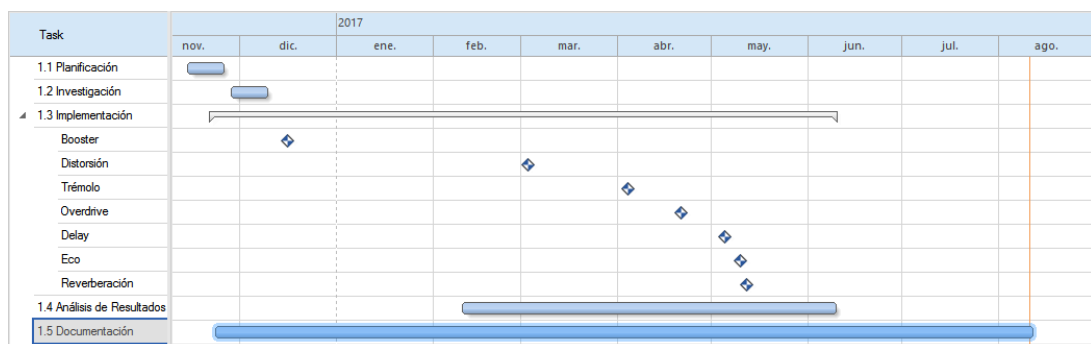 Task
2017
nov. dic. ene. feb. mar. abr. may. jun. jul. ago.
1.1 Planificación
1.2 Investigación
1.3 Implementación
Booster
Distorsión
Trémolo
Overdrive
Delay
Eco
Reverberación
1.4 Análisis de Resultados
1.5 Documentación